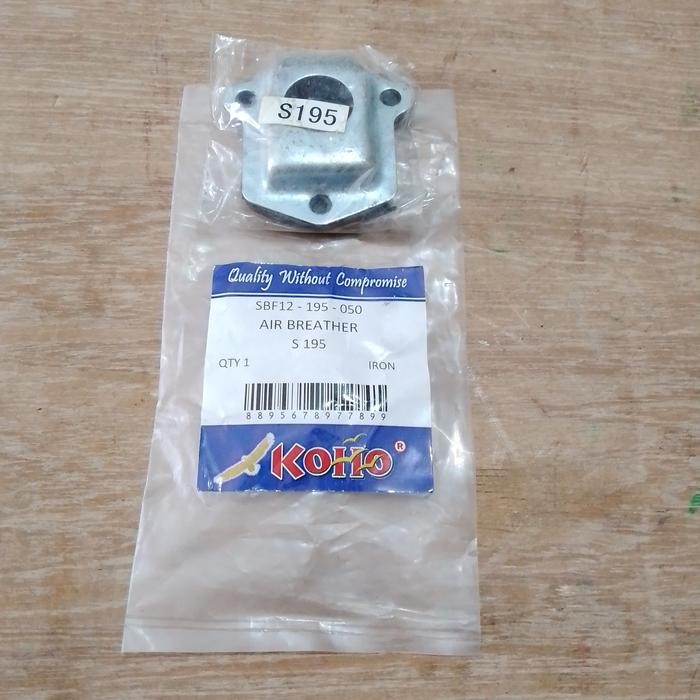 S195
Quality Without Compromise
SBF12 - 195 - 050
AIR BREATHER
S 195
QTY 1 IRON
8895678977899
KOHO ®